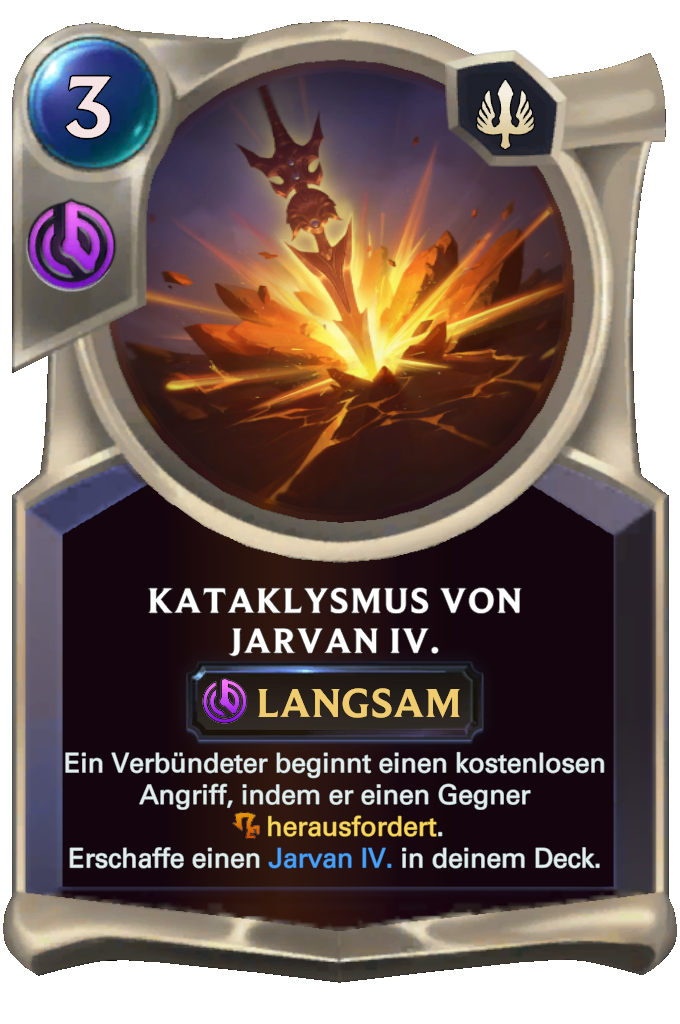 3
KATAKLYSMUS VON
JARVAN IV.
LANGSAM
Ein Verbündeter beginnt einen kostenlosen
Angriff, indem er einen Gegner
herausfordert.
Erschaffe einen Jarvan IV. in deinem Deck.